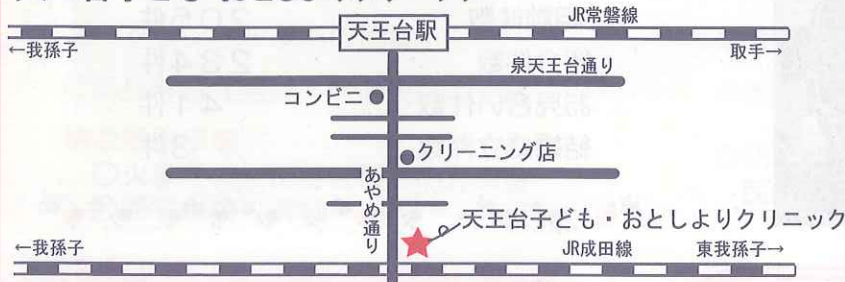 天王台駅
JR常磐線
←我孫子
取手→
泉天王台通り
コンビニ
クリーニング店
あやめ通り
天王台子ども・おとしよりクリニック
←我孫子
JR成田線
東我孫子→